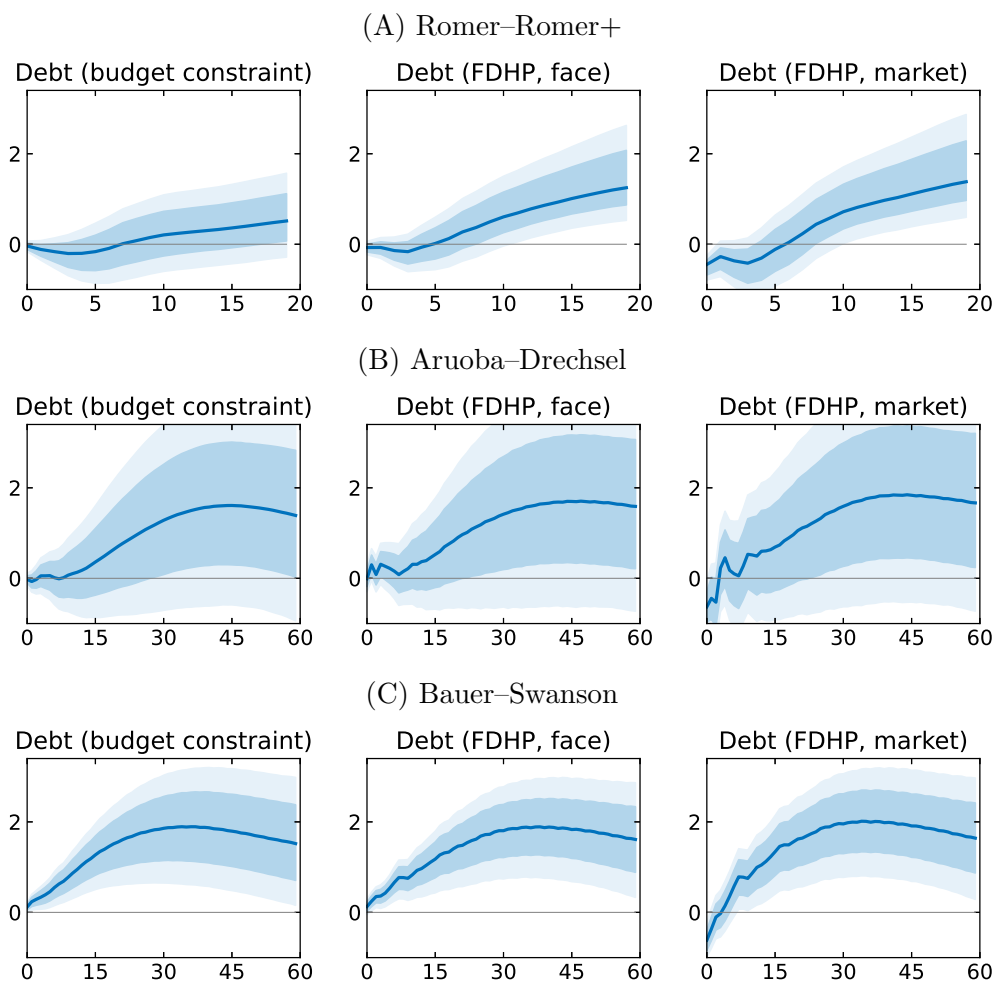 (A) Romer–Romer+
Debt (budget constraint) Debt (FDHP, face) Debt (FDHP, market)
2 2 2
0 0 0
0 5 10 15 20 0 5 10 15 20 0 5 10 15 20
(B) Aruoba–Drechsel
Debt (budget constraint) Debt (FDHP, face) Debt (FDHP, market)
2 2 2
0 0 0
0 15 30 45 60 0 15 30 45 60 0 15 30 45 60
(C) Bauer–Swanson
Debt (budget constraint) Debt (FDHP, face) Debt (FDHP, market)
2 2 2
0 0 0
0 15 30 45 60 0 15 30 45 60 0 15 30 45 60